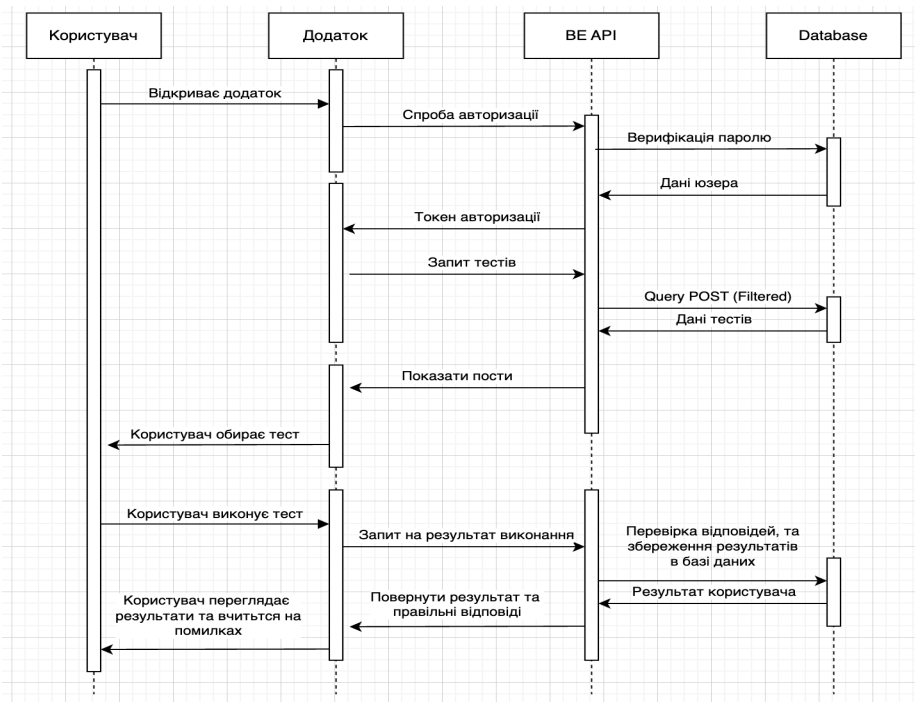 Користувач
Додаток
BE API
Database
Відкриває додаток
Спроба авторизації
Верифікація паролю
Дані юзера
Токен авторизації
Запит тестів
Query POST (Filtered)
Дані тестів
Показати пости
Користувач обирає тест
Користувач виконує тест
Запит на результат виконання
Перевірка відповідей, та
збереження результатів
в базі даних
Результат користувача
Повернути результат та
правільні відповіді
Користувач переглядає
результати та вчитьтся на
помилках